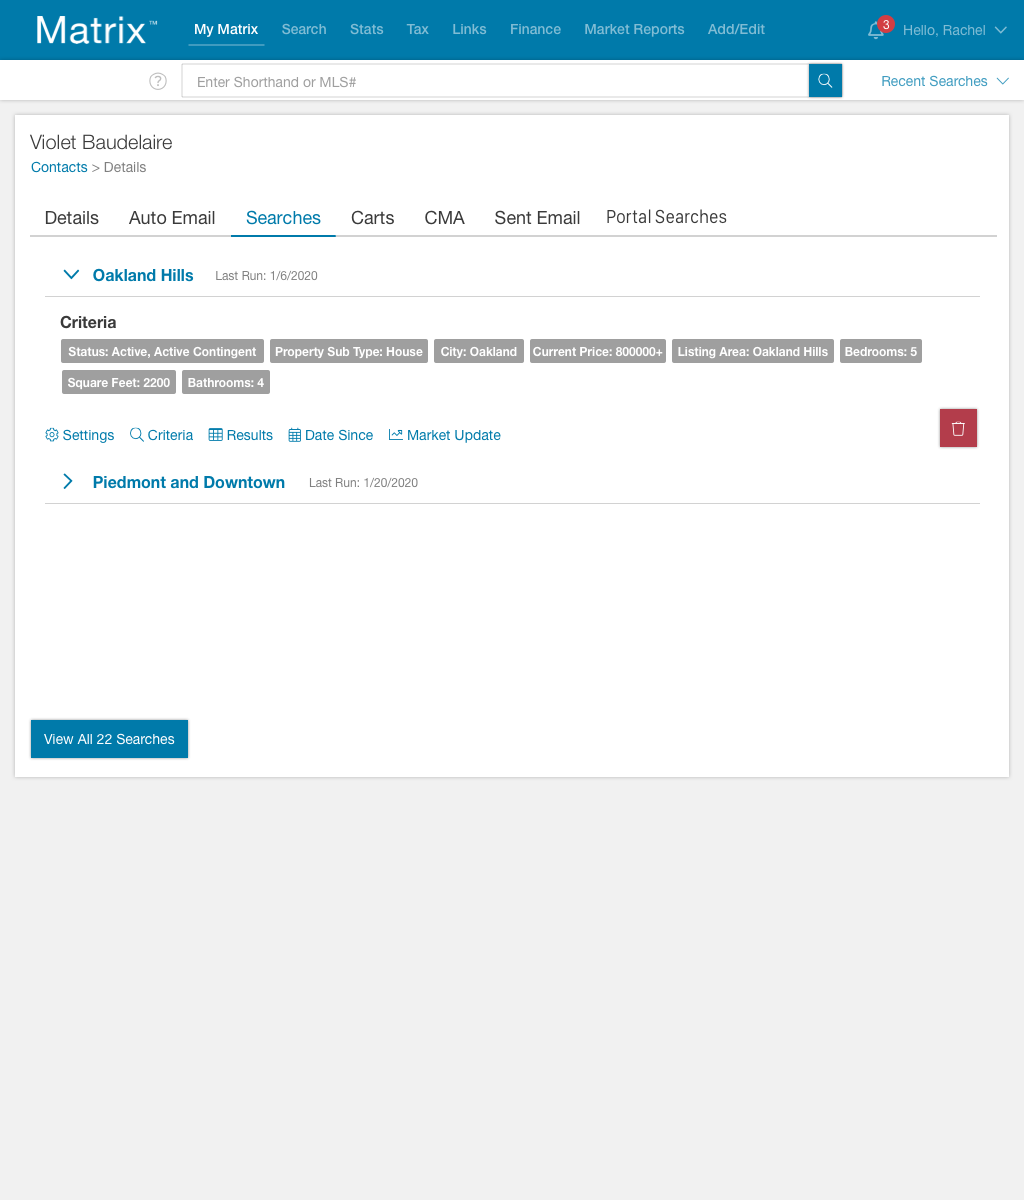 Matrix™ My Matrix Search Stats Tax Links Finance Market Reports Add/Edit 3 Hello, Rachel
? Enter Shorthand or MLS# Recent Searches
Violet Baudelaire
Contacts > Details
Details Auto Email Searches Carts CMA Sent Email Portal Searches
Oakland Hills Last Run: 1/6/2020
Criteria
Status: Active, Active Contingent Property Sub Type: House City: Oakland Current Price: 800000+ Listing Area: Oakland Hills Bedrooms: 5
Square Feet: 2200 Bathrooms: 4
Settings Criteria Results Date Since Market Update
Piedmont and Downtown Last Run: 1/20/2020
View All 22 Searches